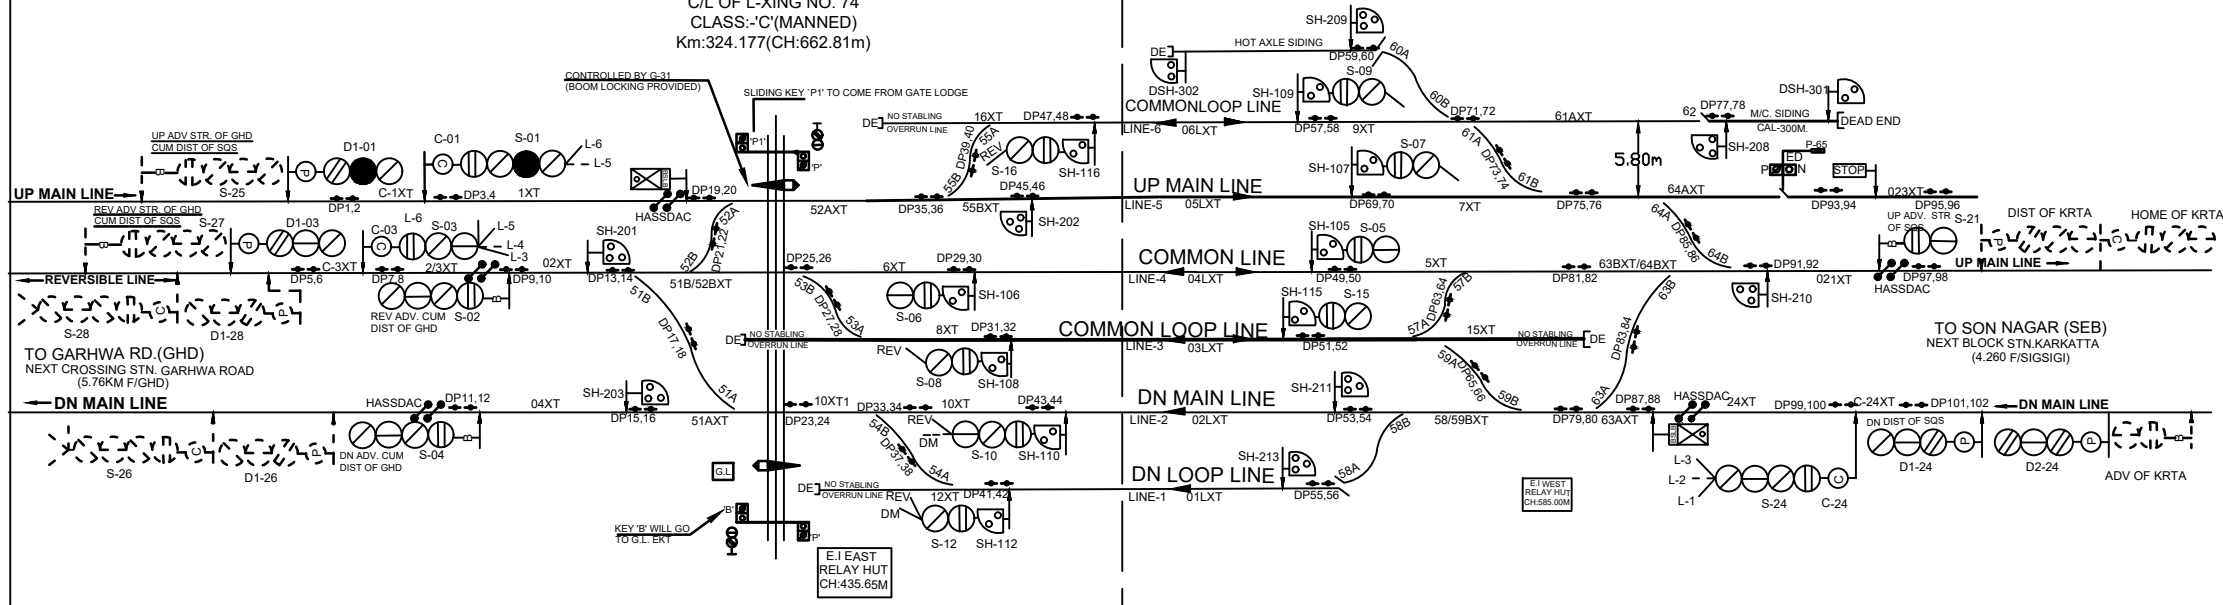 C/L OF L-XING NO. 74
CLASS:-'C'(MANNED)
Km:324.177(CH:662.81m)
CONTROLLED BY G-31
(BOOM LOCKING PROVIDED)
SLIDING KEY 'P1' TO COME FROM GATE LODGE
'P1'
'P'
SH-209
DE
HOT AXLE SIDING
DP59,60
60A
DSH-302
SH-109
S-09
60B
COMMONLOOP LINE
LINE-6
06LXT
DP57,58
9XT
DP71,72
61AXT
62
DP77,78
M/C. SIDING
CAL-300M.
DEAD END
DSH-301
SH-208
5.80m
P-65
ED
P
N
STOP
DE
NO STABLING
OVERRUN LINE
16XT
DP47,48
DP39,40
55A
55B
REV
S-16
SH-116
UP ADV STR. OF GHD
CUM DIST OF SQS
B
S-25
D1-01
P
C-01
C
S-01
L-6
L-5
UP MAIN LINE
DP1,2
C-1XT
DP3,4
1XT
BSLB
HASSDAC
DP19,20
52A
52AXT
DP35,36
55BXT
DP45,46
SH-202
UP MAIN LINE
LINE-5
05LXT
SH-107
S-07
DP69,70
7XT
61A
DP73,74
61B
DP75,76
64AXT
DP93,94
023XT
DP95,96
REV ADV STR. OF GHD
CUM DIST OF SQS
B
S-27
D1-03
P
C-03
C
L-6
S-03
L-5
L-4
L-3
REVERSIBLE LINE
DP5,6
C-3XT
DP7,8
2/3XT
DP9,10
02XT
SH-201
DP13,14
52B
DP21,22
51B/52BXT
DP25,26
6XT
DP29,30
COMMON LINE
LINE-4
04LXT
SH-105
S-05
DP49,50
5XT
DP81,82
63BXT/64BXT
64A
DP85,86
64B
DP91,92
021XT
SH-210
UP ADV. STR
OF SQS
S-21
B
HASSDAC
DP97,98
UP MAIN LINE
DIST OF KRTA
HOME OF KRTA
P
C
S-28
C
D1-28
P
REV ADV. CUM
DIST OF GHD
S-02
B
TO GARHWA RD.(GHD)
NEXT CROSSING STN. GARHWA ROAD
(5.76KM F/GHD)
51B
DP17,18
51A
53B
DP27,28
53A
S-06
SH-106
DE
NO STABLING
OVERRUN LINE
8XT
DP31,32
COMMON LOOP LINE
LINE-3
03LXT
SH-115
S-15
DP51,52
57A
DP63,64
57B
15XT
NO STABLING
OVERRUN LINE
DE
DP83,84
63B
63A
TO SON NAGAR (SEB)
NEXT BLOCK STN.KARKATTA
(4.260 F/SIGSIGI)
REV
S-08
SH-108
59A
DP65,66
59B
DN MAIN LINE
HASSDAC
DP11,12
04XT
SH-203
DP15,16
51AXT
DP23,24
10XT1
DP33,34
10XT
DP43,44
DN MAIN LINE
LINE-2
02LXT
SH-211
DP53,54
58B
58/59BXT
DP79,80
63AXT
DP87,88
HASSDAC
24XT
DP99,100
C-24XT
DP101,102
DN MAIN LINE
S-26
C
D1-26
P
DN ADV. CUM
DIST OF GHD
S-04
B
54B
DP37,38
54A
REV
DM
S-10
SH-110
BSLB
L-3
L-2
L-1
S-24
C
C-24
DN DIST OF SQS
D1-24
P
D2-24
P
B
ADV OF KRTA
G.L
DE
NO STABLING
OVERRUN LINE
REV
12XT
DP41,42
DN LOOP LINE
LINE-1
01LXT
SH-213
DP55,56
58A
DM
S-12
SH-112
E.I WEST
RELAY HUT
CH:585.00M
KEY 'B' WILL GO
TO G.L. EKT
'B'
'P'
E.I EAST
RELAY HUT
CH:435.65M